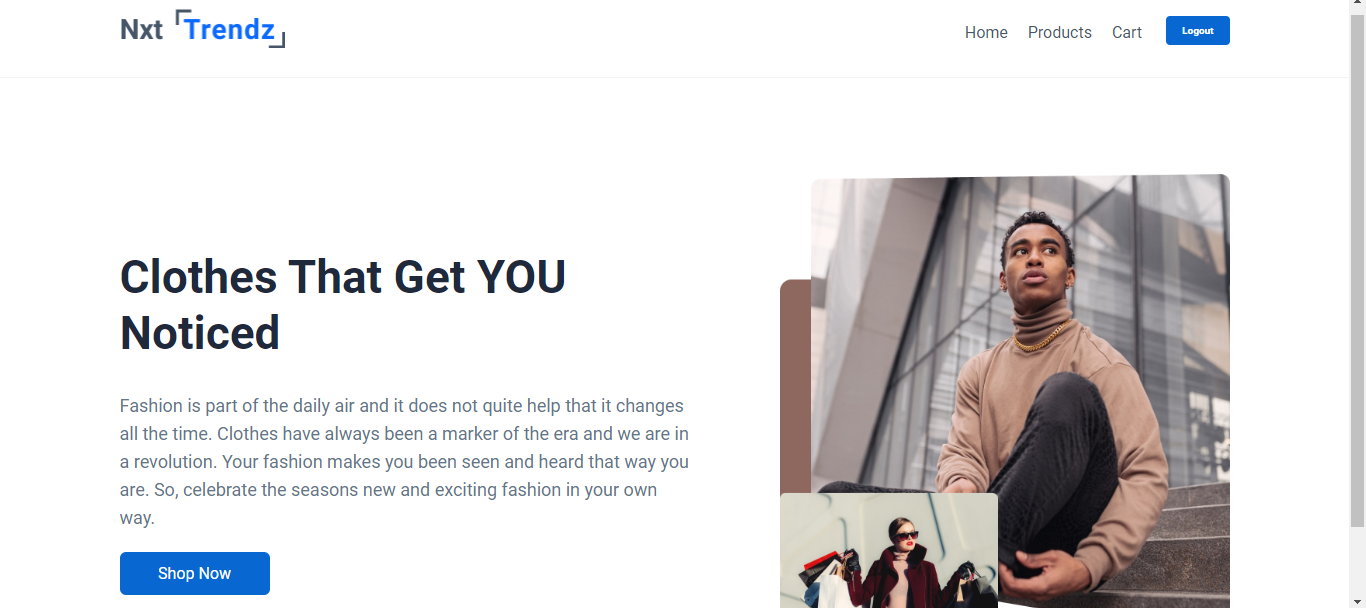 Nxt Trendz
Home Products Cart Logout
Clothes That Get YOU
Noticed
Fashion is part of the daily air and it does not quite help that it changes
all the time. Clothes have always been a marker of the era and we are in
a revolution. Your fashion makes you been seen and heard that way you
are. So, celebrate the seasons new and exciting fashion in your own
way.
Shop Now